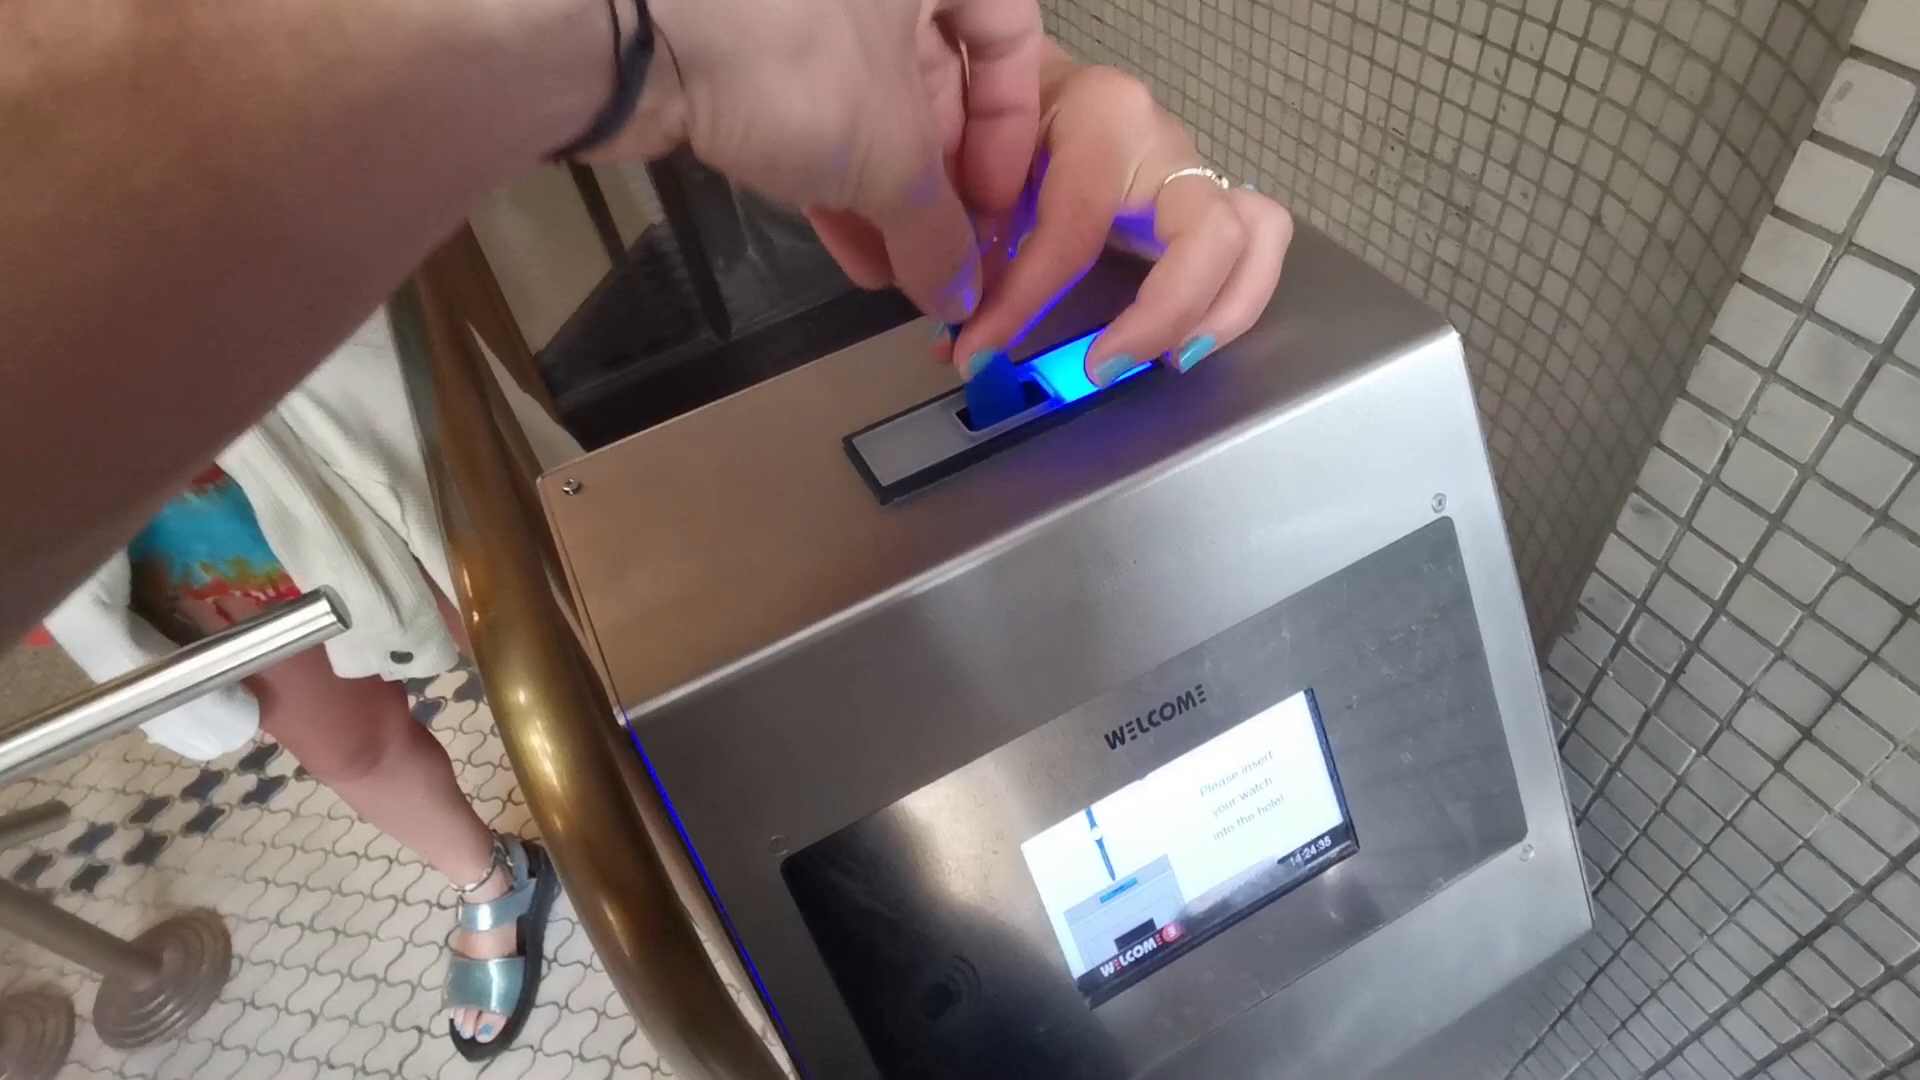 WELCOME
Please insert
your watch
into the hole!
14:24:35
WELCOME